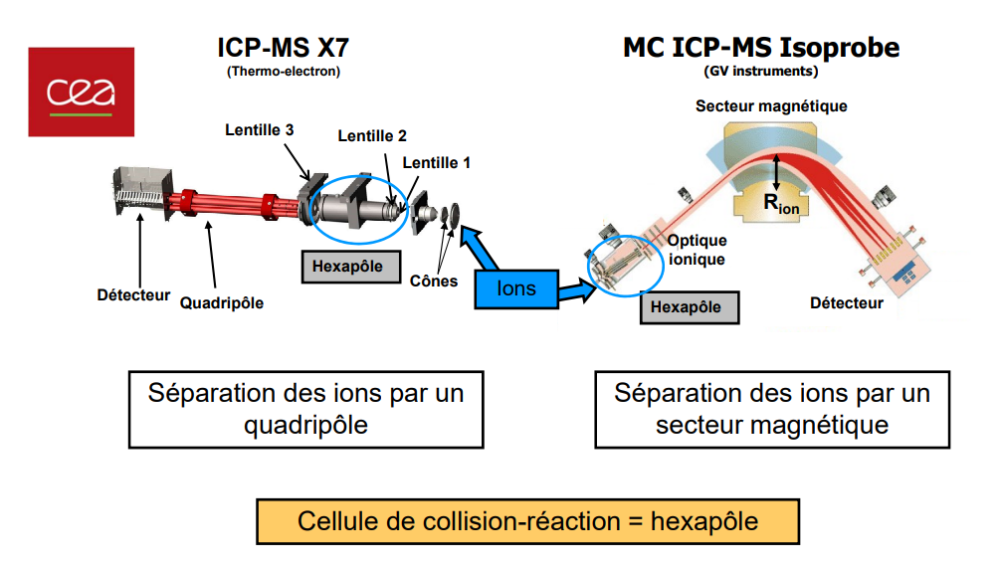 ICP-MS X7
(Thermo-electron)
MC ICP-MS Isoprobe
(GV instruments)
cea
Lentille 3
Lentille 2
Lentille 1
Hexapôle
Cônes
Détecteur
Quadripôle
Ions
Secteur magnétique
Rion
Optique
ionique
Hexapôle
Détecteur
Séparation des ions par un
quadripôle
Séparation des ions par un
secteur magnétique
Cellule de collision-réaction = hexapôle